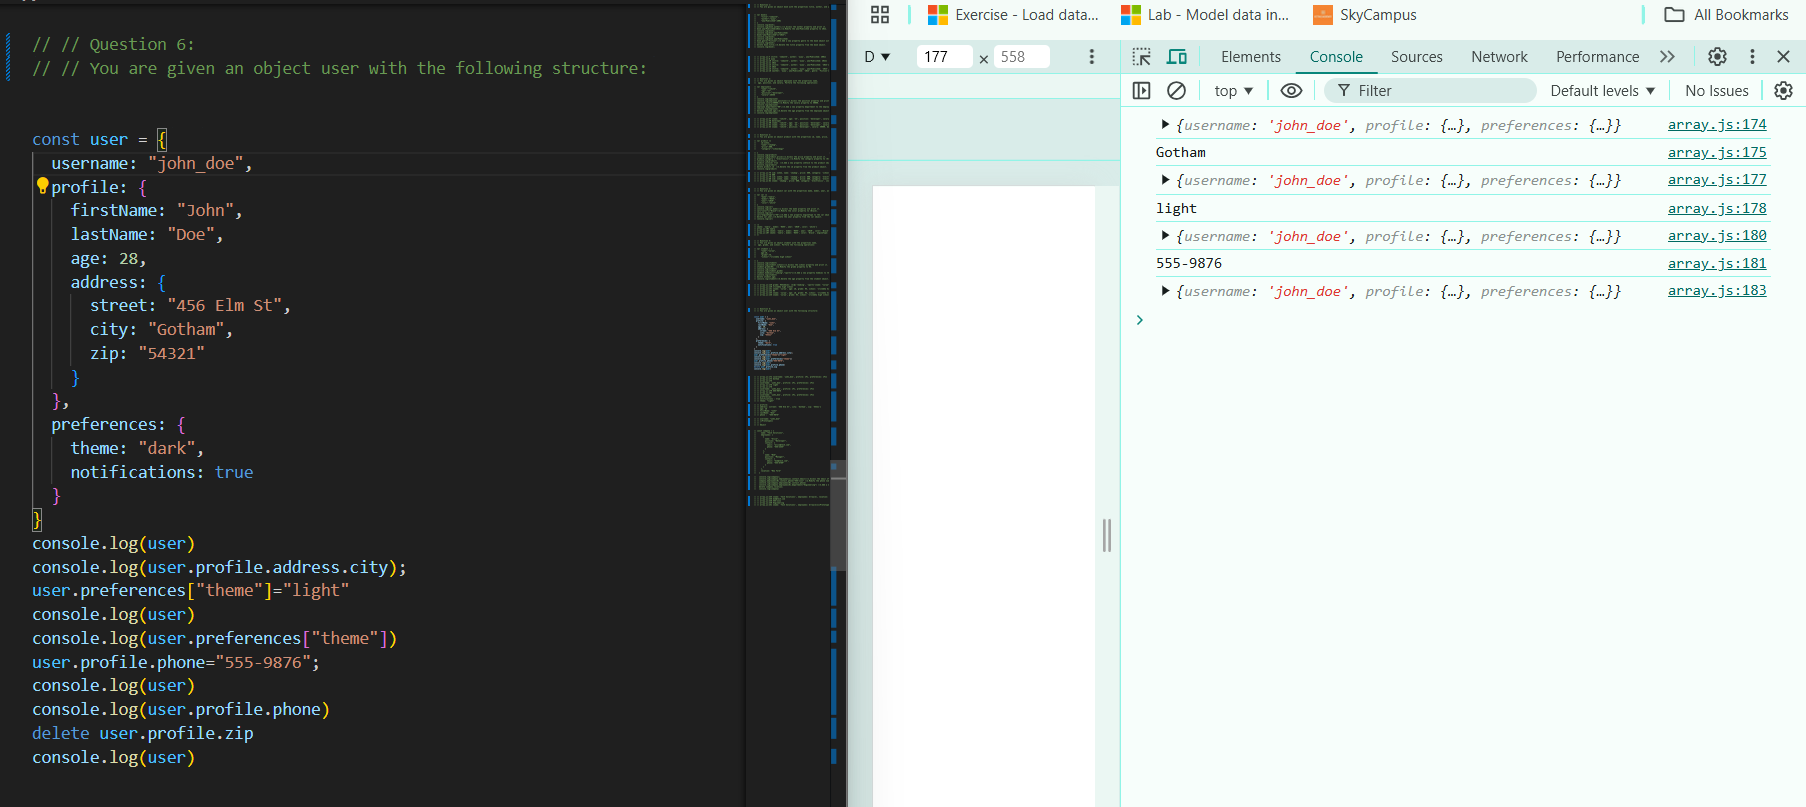 // // Question 6:
// // You are given an object user with the following structure:
const user = {
username: "john_doe",
profile: {
firstName: "John",
lastName: "Doe",
age: 28,
address: {
street: "456 Elm St",
city: "Gotham",
zip: "54321"
}
},
preferences: {
theme: "dark",
notifications: true
}
}
console.log(user)
console.log(user.profile.address.city);
user.preferences["theme"]="light"
console.log(user)
console.log(user.preferences["theme"])
user.profile.phone="555-9876";
console.log(user)
console.log(user.profile.phone)
delete user.profile.zip
console.log(user)
Exercise - Load data... Lab - Model data in... SkyCampus All Bookmarks
D 177 × 558
Elements Console Sources Network Performance
top Filter Default levels No Issues
{username: 'john_doe', profile: {…}, preferences: {…}} array.js:174
Gotham array.js:175
{username: 'john_doe', profile: {…}, preferences: {…}} array.js:177
light array.js:178
{username: 'john_doe', profile: {…}, preferences: {…}} array.js:180
555-9876 array.js:181
{username: 'john_doe', profile: {…}, preferences: {…}} array.js:183